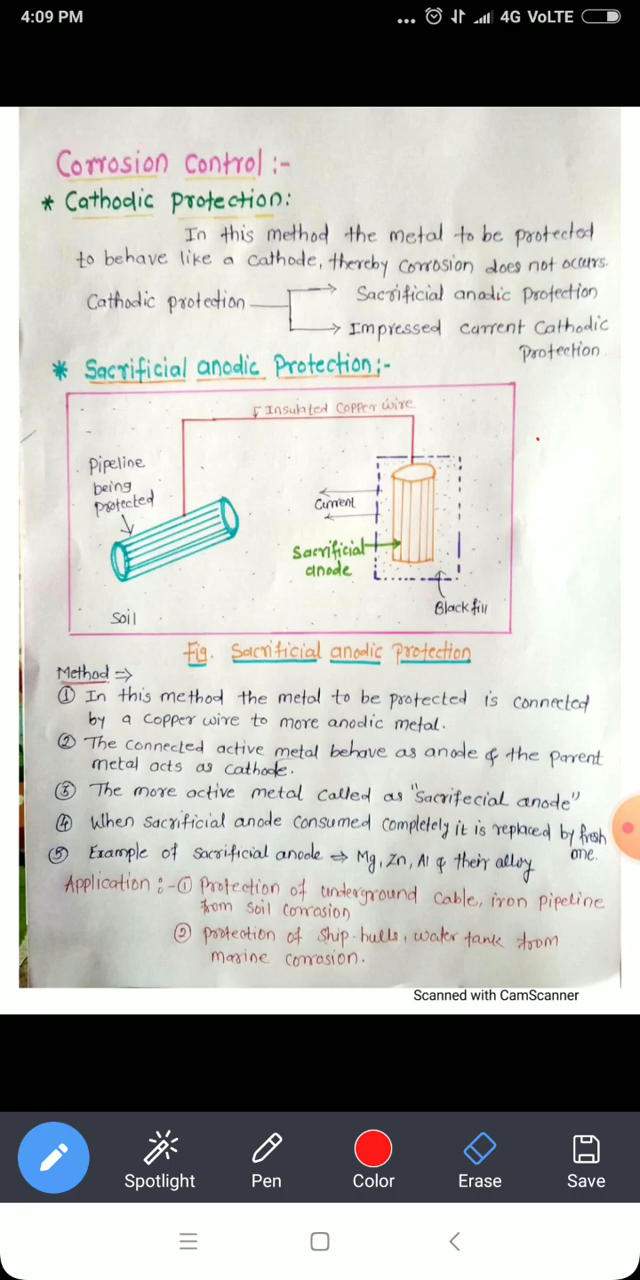 4:09 PM
4G VoLTE
Corrosion Control :-
* Cathodic Protection:
In this method the metal to be protected
to behave like a cathode, thereby corrosion does not occurs.
Cathodic protection
Sacrificial anodic Protection
Impressed current Cathodic
Protection
* Sacrificial anodic Protection:-
Insulated Copper wire
Pipeline
being
protected
Current
Sacrificial
anode
Soil
Blackfill
Fig. Sacrificial anodic Protection
Method ⇒
① In this method the metal to be protected is connected
by a copper wire to more anodic metal.
② The connected active metal behave as anode & the parent
metal acts as cathode.
③ The more active metal called as "Sacrifecial anode"
④ When sacrificial anode consumed completely it is replaced by fresh
one.
⑤ Example of sacrificial anode ⇒ Mg, Zn, Al & their alloy
Application :- ① Protection of underground cable, iron pipeline
from soil corrosion
② protection of ship-hulls, water tank from
marine corrosion.
Scanned with CamScanner
Spotlight
Pen
Color
Erase
Save